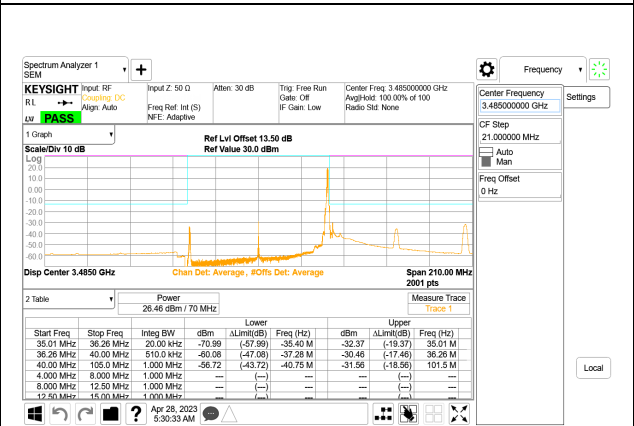 Spectrum Analyzer 1
SEM
Frequency
KEYSIGHT
Input: RF
Coupling: DC
Align: Auto
Input Z: 50 Ω
Freq Ref: Int (S)
NFE: Adaptive
Atten: 30 dB
Trig: Free Run
Gate: Off
IF Gain: Low
Center Freq: 3.485000000 GHz
Avg|Hold: 100.00% of 100
Radio Std: None
RL
LXI
PASS
Center Frequency
3.485000000 GHz
Settings
CF Step
21.000000 MHz
Auto
Man
Freq Offset
0 Hz
1 Graph
Scale/Div 10 dB
Ref Lvl Offset 13.50 dB
Ref Value 30.0 dBm
Log
20.0
10.0
0.00
-10.0
-20.0
-30.0
-40.0
-50.0
-60.0
Disp Center 3.4850 GHz
Chan Det: Average, #Offs Det: Average
Span 210.00 MHz
2001 pts
2 Table
Power
26.46 dBm / 70 MHz
Measure Trace
Trace 1
Lower Upper
Start Freq Stop Freq Integ BW dBm ΔLimit(dB) Freq (Hz) dBm ΔLimit(dB) Freq (Hz)
35.01 MHz 36.26 MHz 20.00 kHz -70.99 (-57.99) -35.40 M -32.37 (-19.37) 35.01 M
36.26 MHz 40.00 MHz 510.0 kHz -60.08 (-47.08) -37.28 M -30.46 (-17.46) 36.26 M
40.00 MHz 105.0 MHz 1.000 MHz -56.72 (-43.72) -40.75 M -31.56 (-18.56) 101.5 M
4.000 MHz 8.000 MHz 1.000 MHz --- (---) --- --- (---) ---
8.000 MHz 12.50 MHz 1.000 MHz --- (---) --- --- (---) ---
12.50 MHz 15.00 MHz 1.000 MHz --- (---) --- --- (---) ---
Local
?
Apr 28, 2023
5:30:33 AM